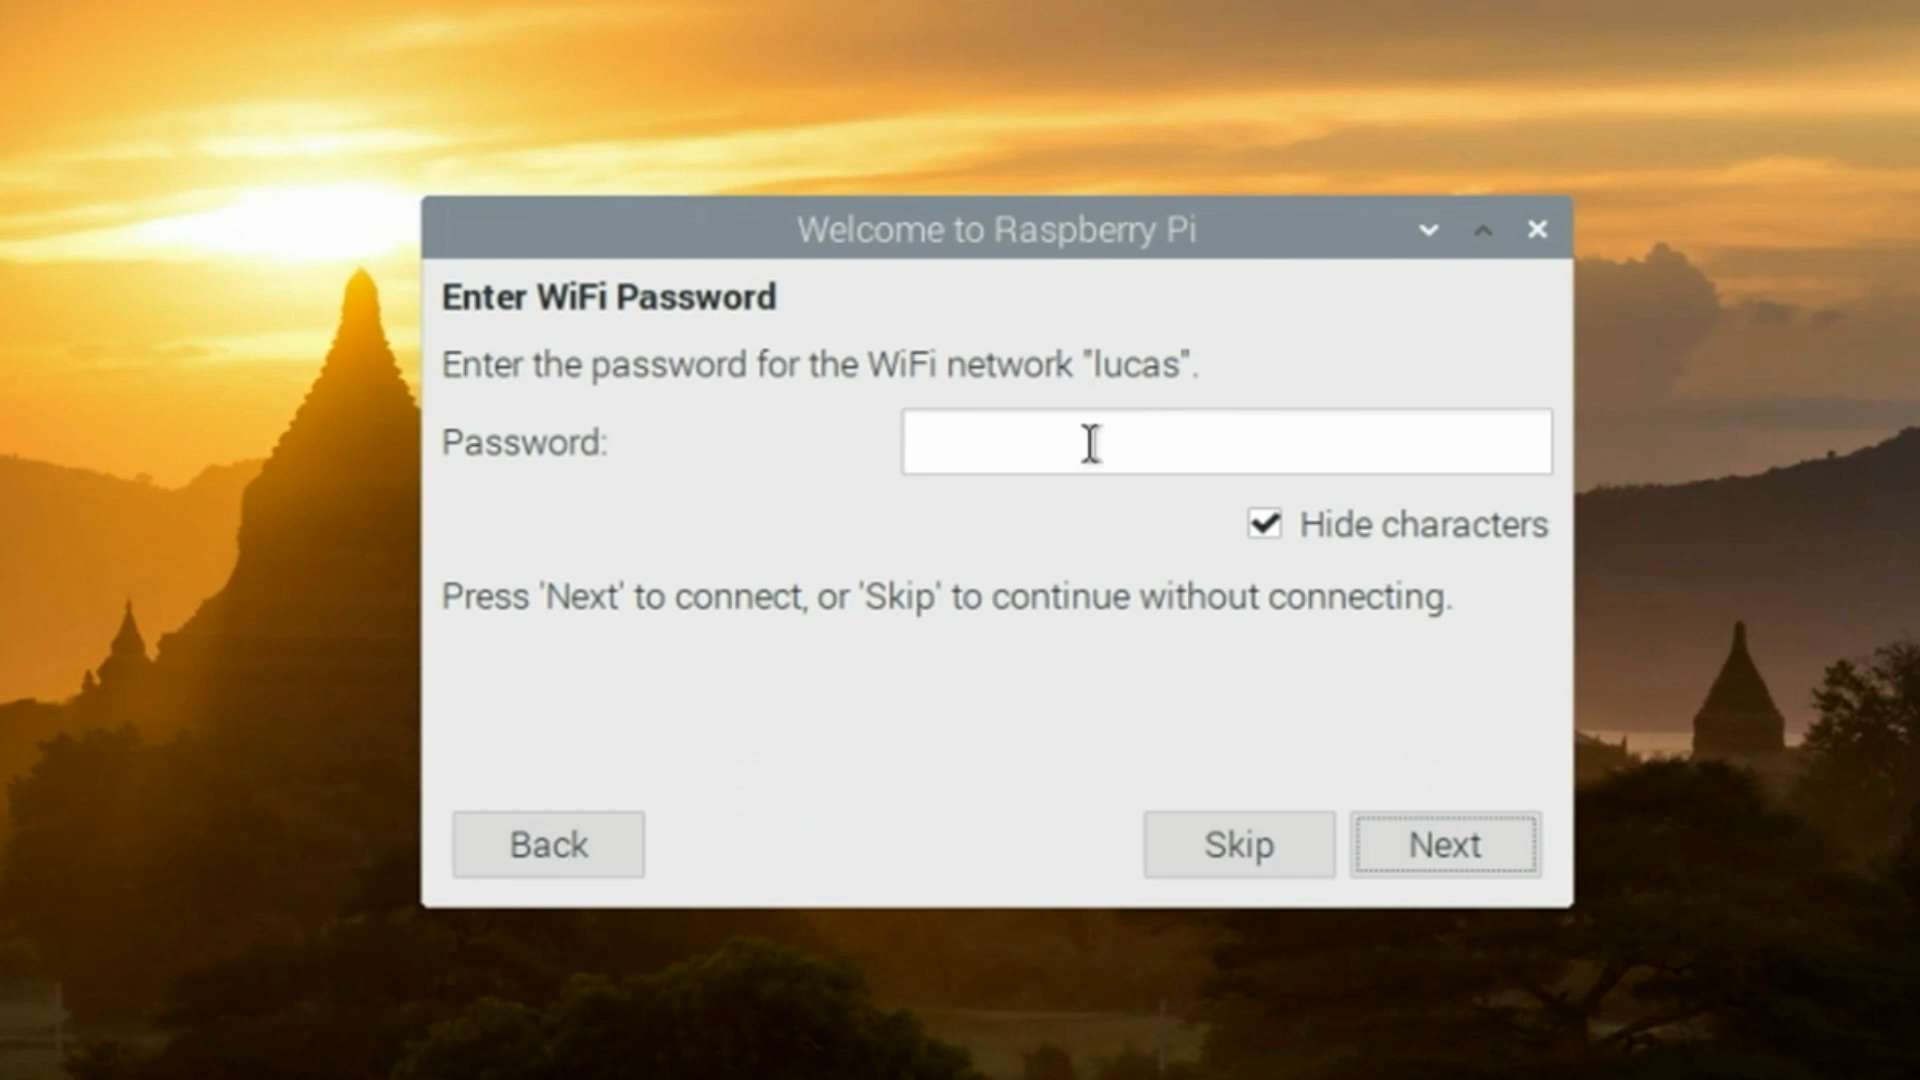 Welcome to Raspberry Pi
Enter WiFi Password
Enter the password for the WiFi network "lucas".
Password:
Hide characters
Press 'Next' to connect, or 'Skip' to continue without connecting.
Back Skip Next